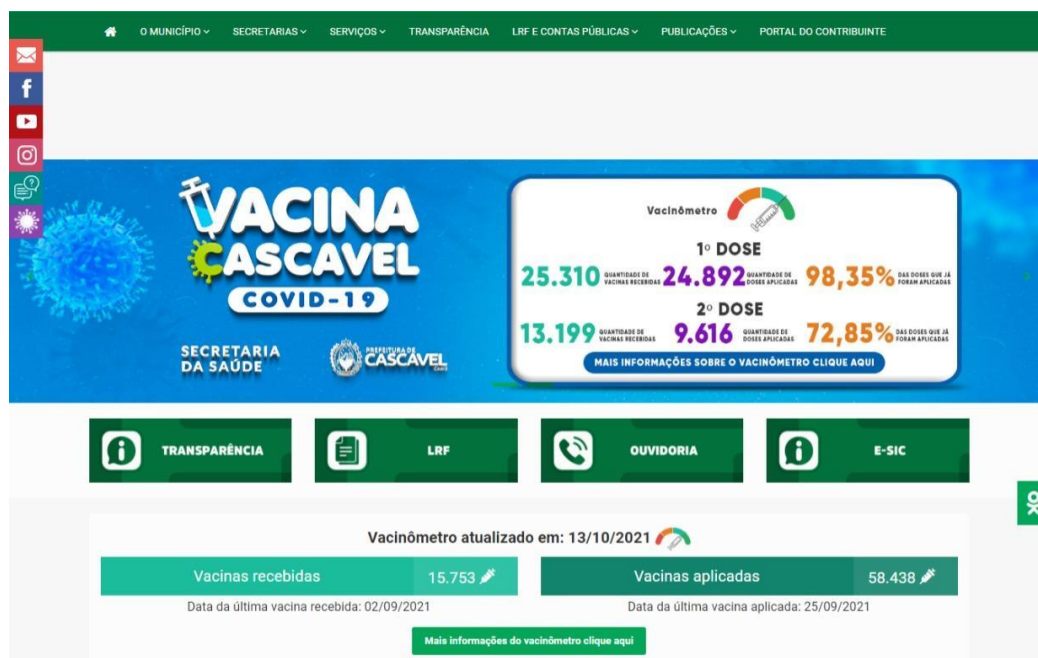 O MUNICÍPIO SECRETARIAS SERVIÇOS TRANSPARÊNCIA LRF E CONTAS PÚBLICAS PUBLICAÇÕES PORTAL DO CONTRIBUINTE
VACINA
CASCAVEL
COVID-19
SECRETARIA
DA SAÚDE
PREFEITURA DE
CASCAVEL
Vacinômetro
1º DOSE
25.310 QUANTIDADE DE VACINAS RECEBIDAS 24.892 QUANTIDADE DE DOSES APLICADAS 98,35% DAS DOSES QUE JÁ FORAM APLICADAS
2º DOSE
13.199 QUANTIDADE DE VACINAS RECEBIDAS 9.616 QUANTIDADE DE DOSES APLICADAS 72,85% DAS DOSES QUE JÁ FORAM APLICADAS
MAIS INFORMAÇÕES SOBRE O VACINÔMETRO CLIQUE AQUI
TRANSPARÊNCIA LRF OUVIDORIA E-SIC
Vacinômetro atualizado em: 13/10/2021
Vacinas recebidas 15.753 Vacinas aplicadas 58.438
Data da última vacina recebida: 02/09/2021 Data da última vacina aplicada: 25/09/2021
Mais informações do vacinômetro clique aqui